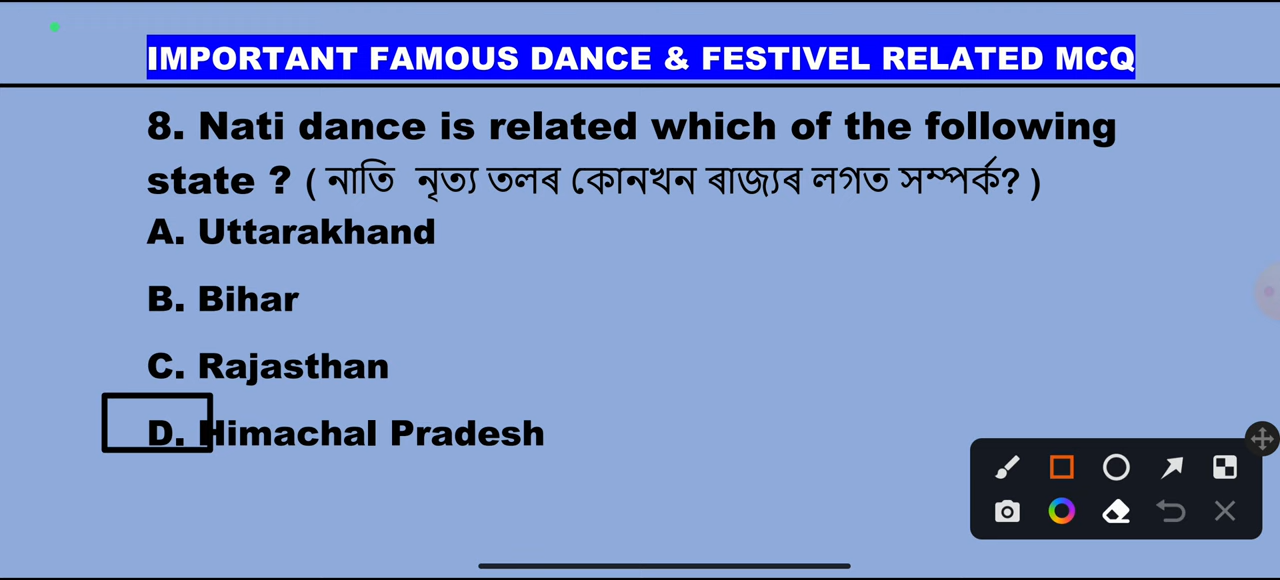 IMPORTANT FAMOUS DANCE & FESTIVEL RELATED MCQ
8. Nati dance is related which of the following
state ? ( নাতি নৃত্য তলৰ কোনখন ৰাজ্যৰ লগত সম্পৰ্ক? )
A. Uttarakhand
B. Bihar
C. Rajasthan
D. Himachal Pradesh